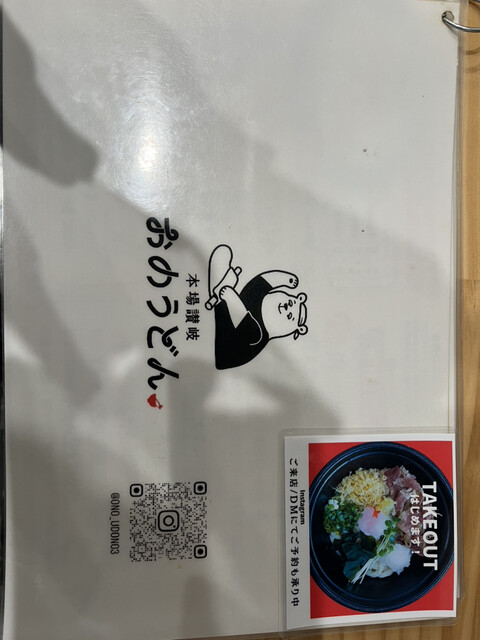 本場讃岐
おのうどん
@ONO_UDON03
TAKEOUT
はじめます！
Instagram
ご来店/DMにてご予約も承り中